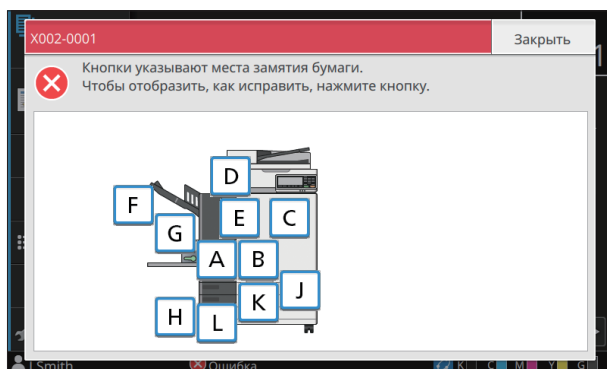 X002-0001
Закрыть
Кнопки указывают места замятия бумаги.
Чтобы отобразить, как исправить, нажмите кнопку.
D
F
E
C
G
A
B
J
K
H
L
Smith
Ошибка
K
C
M
Y
G